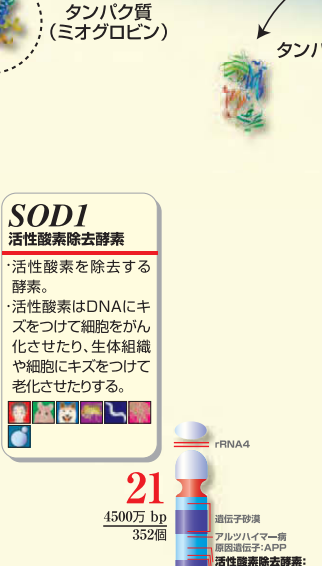 タンパク質
(ミオグロビン)
タンパ
SOD1
活性酸素除去酵素
・活性酸素を除去する
酵素。
・活性酸素はDNAにキ
ズをつけて細胞をがん
化させたり、生体組織
や細胞にキズをつけて
老化させたりする。
21
4500万 bp
352個
rRNA4
遺伝子砂漠
アルツハイマー病
原因遺伝子:APP
活性酸素除去酵素: